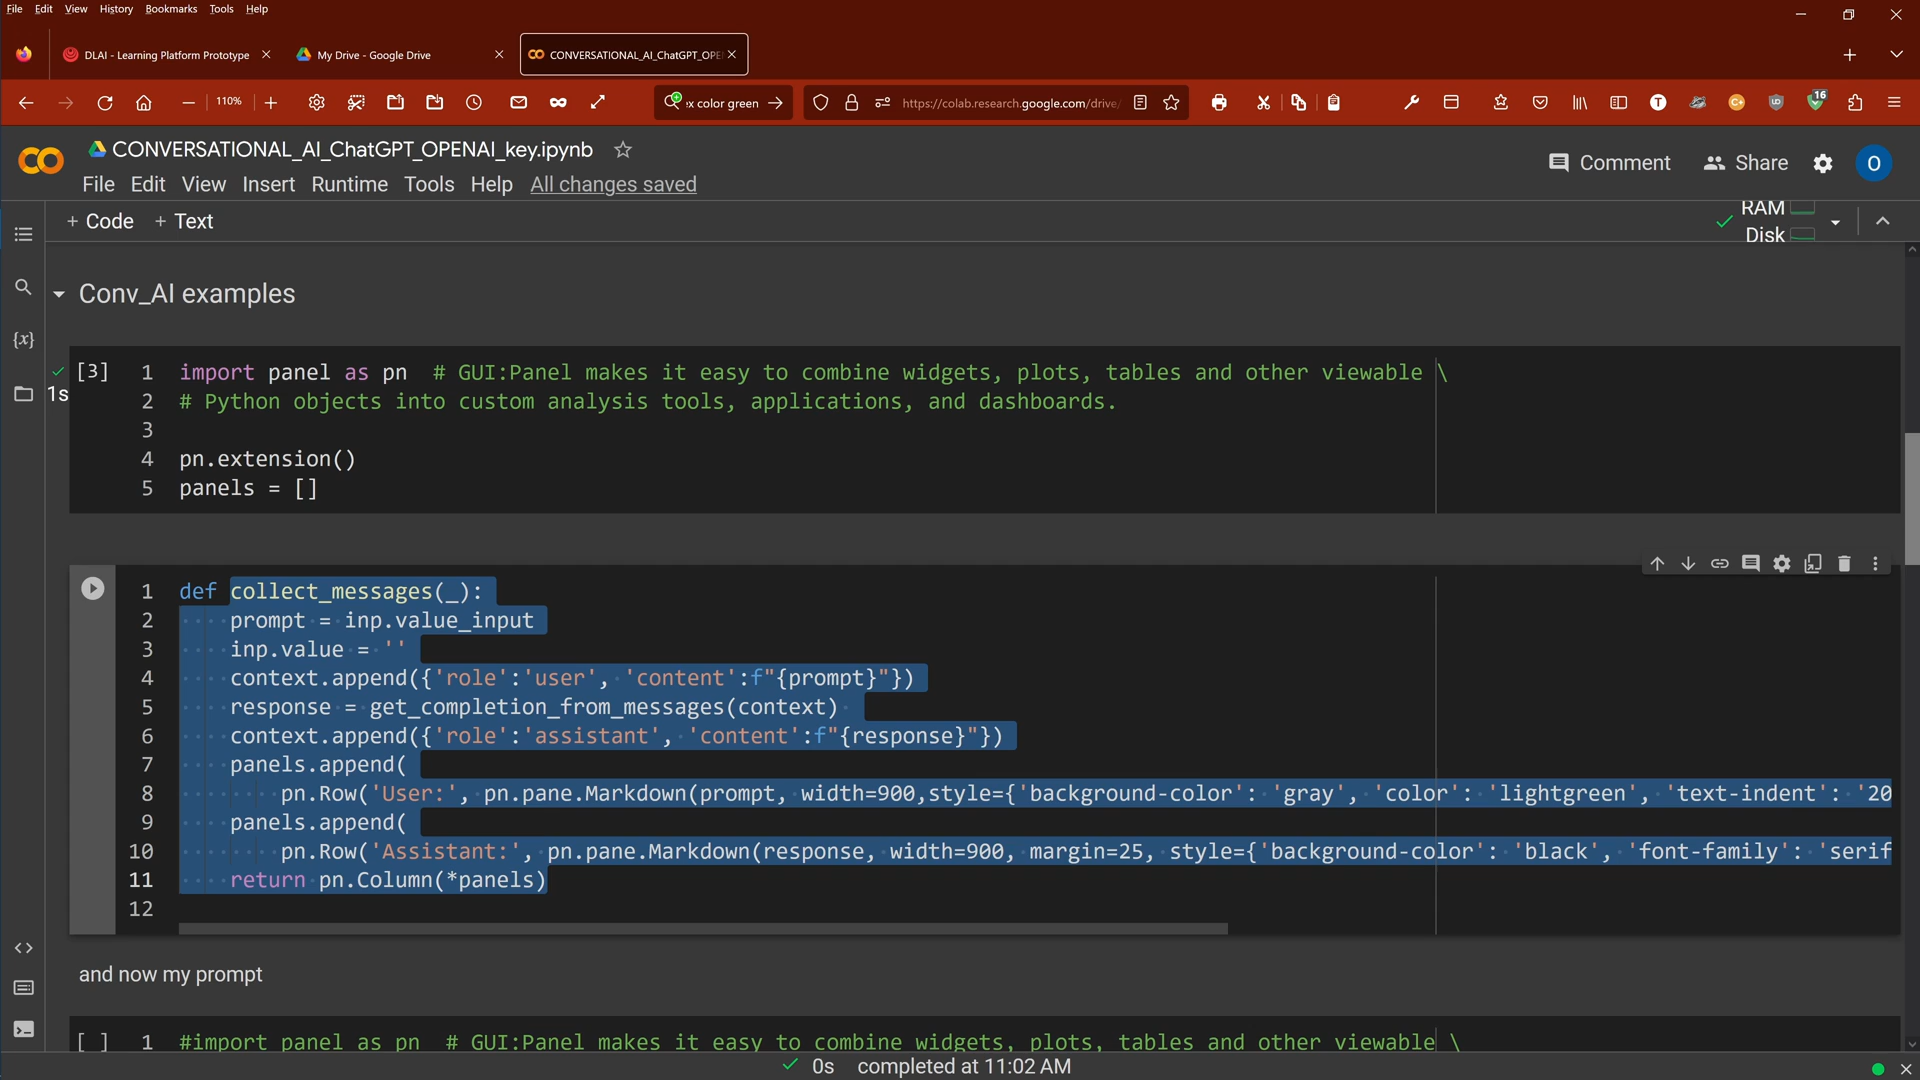 File Edit View History Bookmarks Tools Help
DLAI - Learning Platform Prototype
My Drive - Google Drive
CONVERSATIONAL_AI_ChatGPT_OPE
110%
x color green
https://colab.research.google.com/drive/
16
CONVERSATIONAL_AI_ChatGPT_OPENAI_key.ipynb
Comment
Share
O
File Edit View Insert Runtime Tools Help All changes saved
+ Code + Text
RAM
Disk
Conv_AI examples
{x}
[3]
1s
1 import panel as pn  # GUI:Panel makes it easy to combine widgets, plots, tables and other viewable \
2 # Python objects into custom analysis tools, applications, and dashboards.
3
4 pn.extension()
5 panels = []
1 def collect_messages(_):
2     prompt = inp.value_input
3     inp.value = ''
4     context.append({'role':'user', 'content':f"{prompt}"})
5     response = get_completion_from_messages(context)
6     context.append({'role':'assistant', 'content':f"{response}"})
7     panels.append(
8         pn.Row('User:', pn.pane.Markdown(prompt, width=900,style={'background-color': 'gray', 'color': 'lightgreen', 'text-indent': '20
9     panels.append(
10         pn.Row('Assistant:', pn.pane.Markdown(response, width=900, margin=25, style={'background-color': 'black', 'font-family': 'serif
11     return pn.Column(*panels)
12
and now my prompt
[ ]
1 #import panel as pn  # GUI:Panel makes it easy to combine widgets, plots, tables and other viewable \
0s completed at 11:02 AM